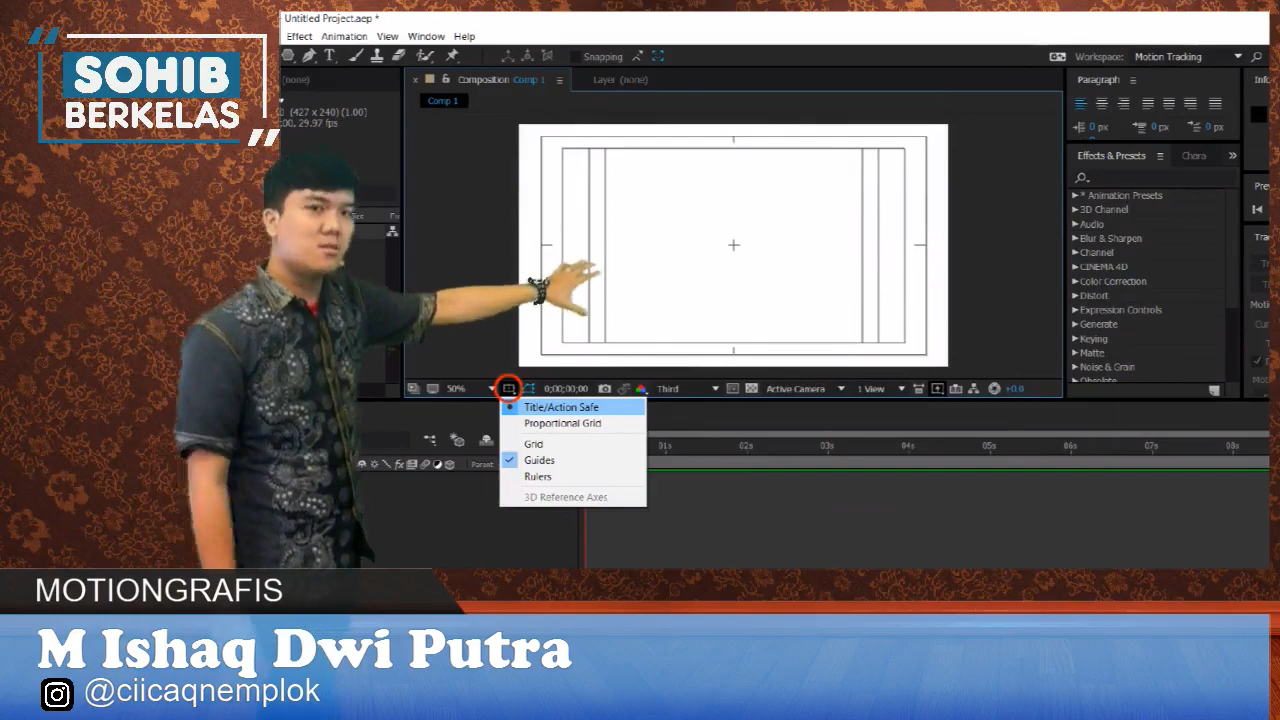 Untitled Project.aep *
Effect Animation View Window Help
Snapping
Workspace: Motion Tracking
SOHIB
BERKELAS
(none)
Composition Comp 1
Layer (none)
Paragraph
Comp 1
(427 x 240) (1.00)
29.97 fps
0 px 0 px 0 px
Effects & Presets
* Animation Presets
3D Channel
Audio
Blur & Sharpen
Channel
CINEMA 4D
Color Correction
Distort
Expression Controls
Generate
Keying
Matte
Noise & Grain
50%
0;00;00;00
Third
Active Camera
1 View
+0.0
Title/Action Safe
Proportional Grid
Grid
Guides
Rulers
3D Reference Axes
01s 02s 03s 04s 05s 06s 07s 08s
Parent
MOTIONGRAFIS
M Ishaq Dwi Putra
@ciicaqnemplok